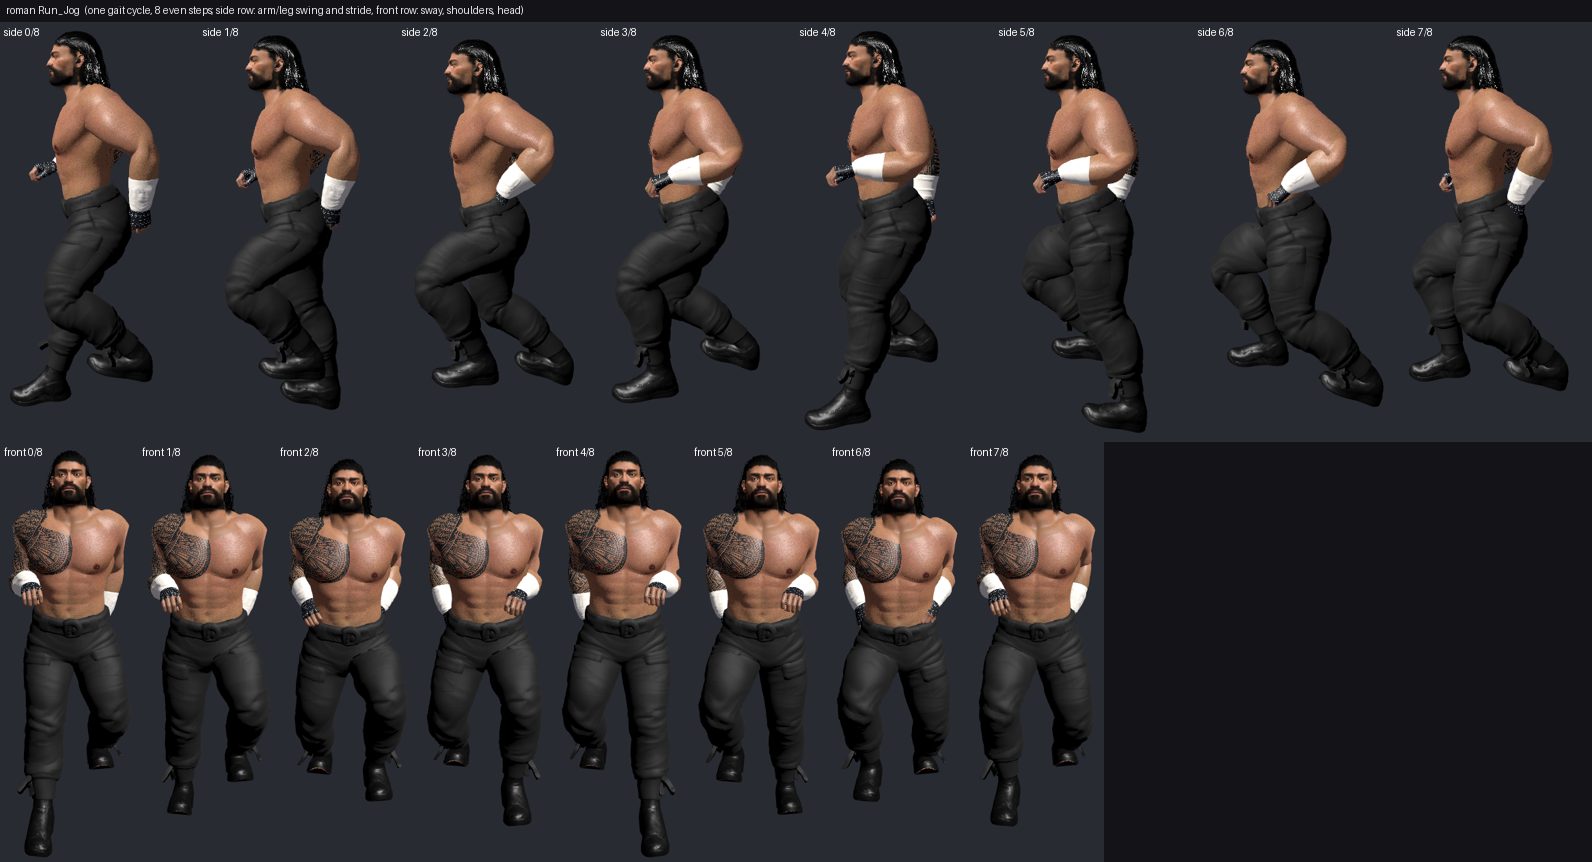 roman Run_Jog (one gait cycle, 8 even steps; side row: arm/leg swing and stride, front row: sway, shoulders, head)
side 0/8
side 1/8
side 2/8
side 3/8
side 4/8
side 5/8
side 6/8
side 7/8
front 0/8
front 1/8
front 2/8
front 3/8
front 4/8
front 5/8
front 6/8
front 7/8